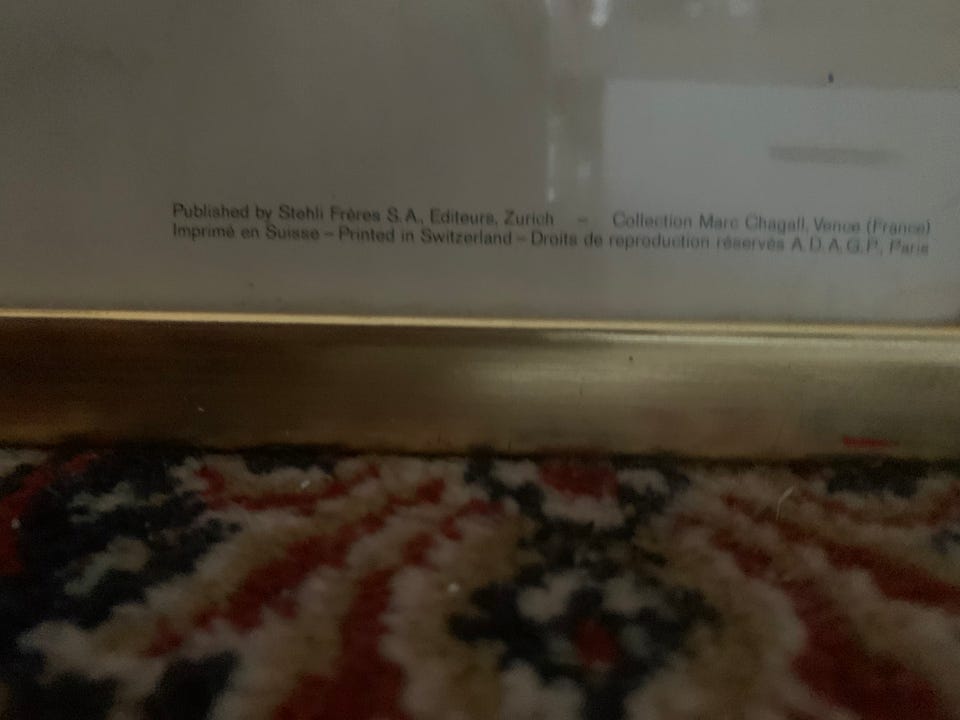 Published by Stehli Frères S.A., Editeurs, Zurich – Collection Marc Chagall, Vence (France)
Imprimé en Suisse – Printed in Switzerland – Droits de reproduction réservés A.D.A.G.P., Paris